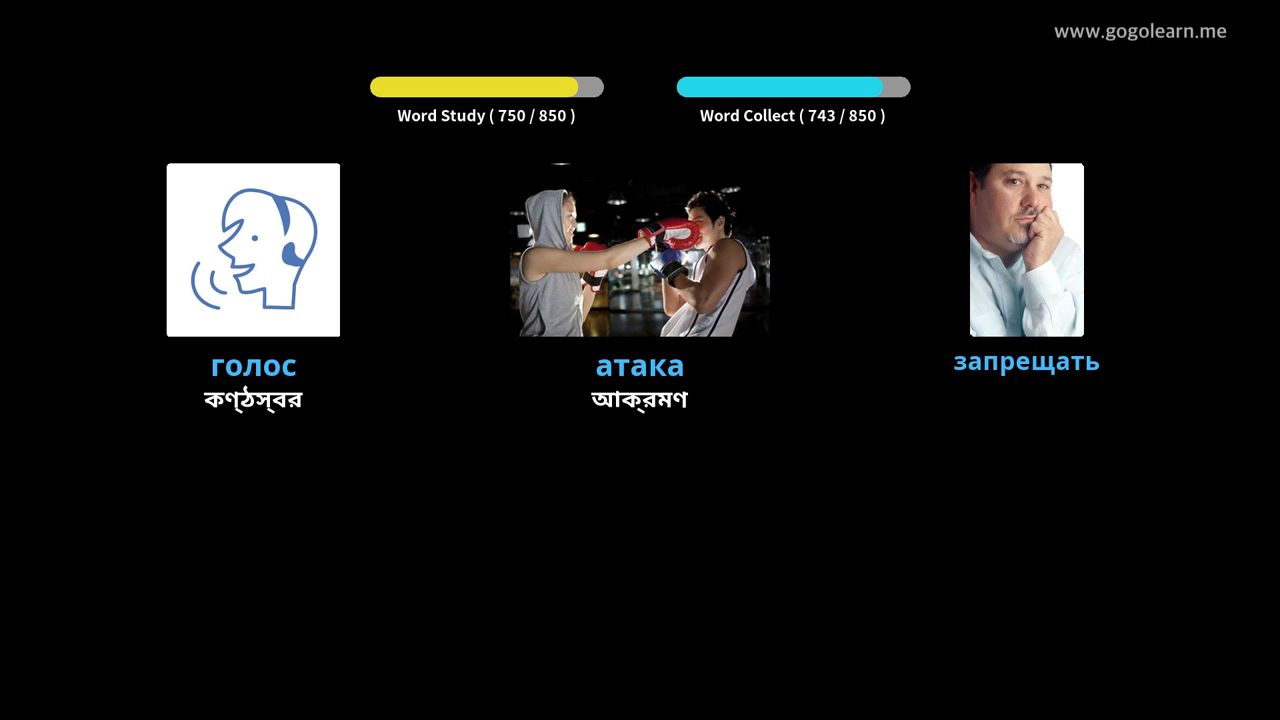 www.gogolearn.me
Word Study ( 750 / 850 )
Word Collect ( 743 / 850 )
голос
কণ্ঠস্বর
атака
আক্রমণ
запрещать